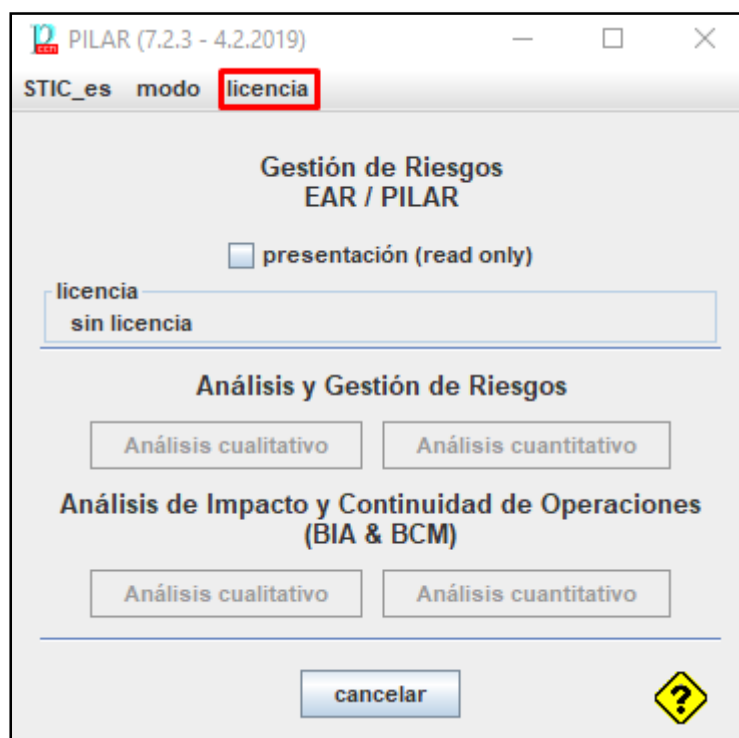 PILAR (7.2.3 - 4.2.2019)
STIC_es modo licencia
Gestión de Riesgos
EAR / PILAR
presentación (read only)
licencia
sin licencia
Análisis y Gestión de Riesgos
Análisis cualitativo Análisis cuantitativo
Análisis de Impacto y Continuidad de Operaciones
(BIA & BCM)
Análisis cualitativo Análisis cuantitativo
cancelar
?